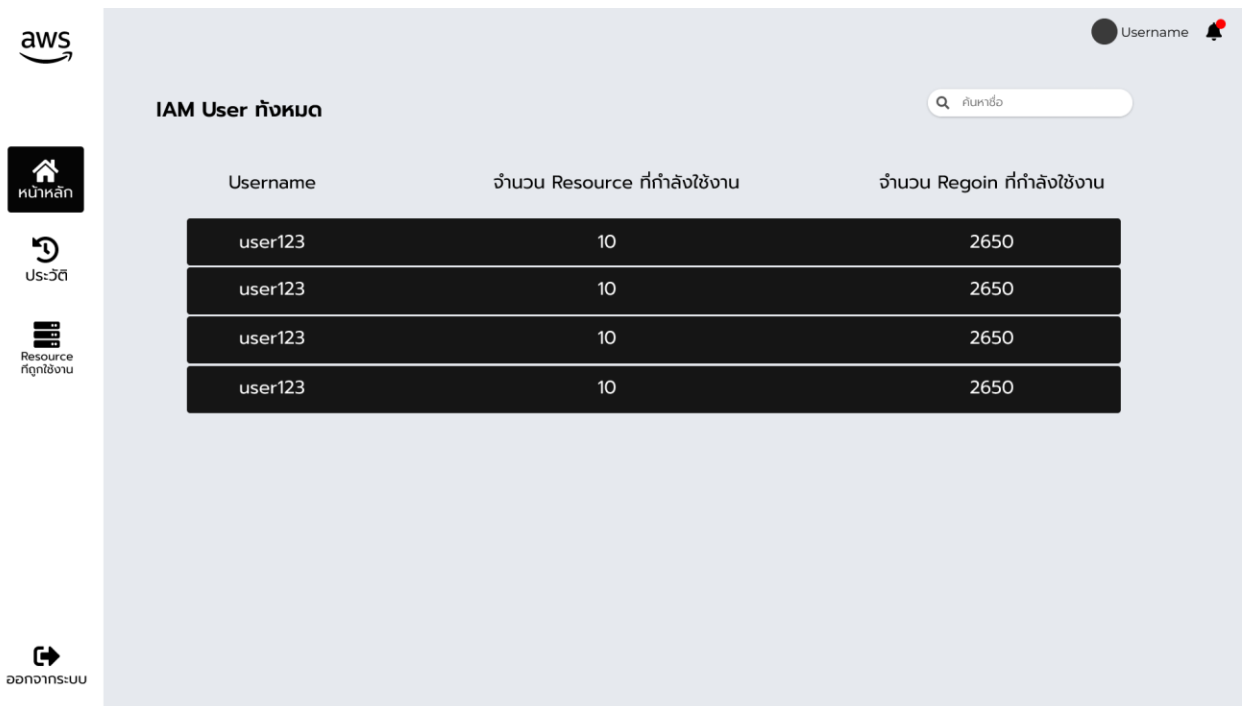 aws
Username
IAM User ทั้งหมด
ค้นหาชื่อ
Username จำนวน Resource ที่กำลังใช้งาน จำนวน Regoin ที่กำลังใช้งาน
user123 10 2650
user123 10 2650
user123 10 2650
user123 10 2650
หน้าหลัก
ประวัติ
Resource
ที่ถูกใช้งาน
ออกจากระบบ